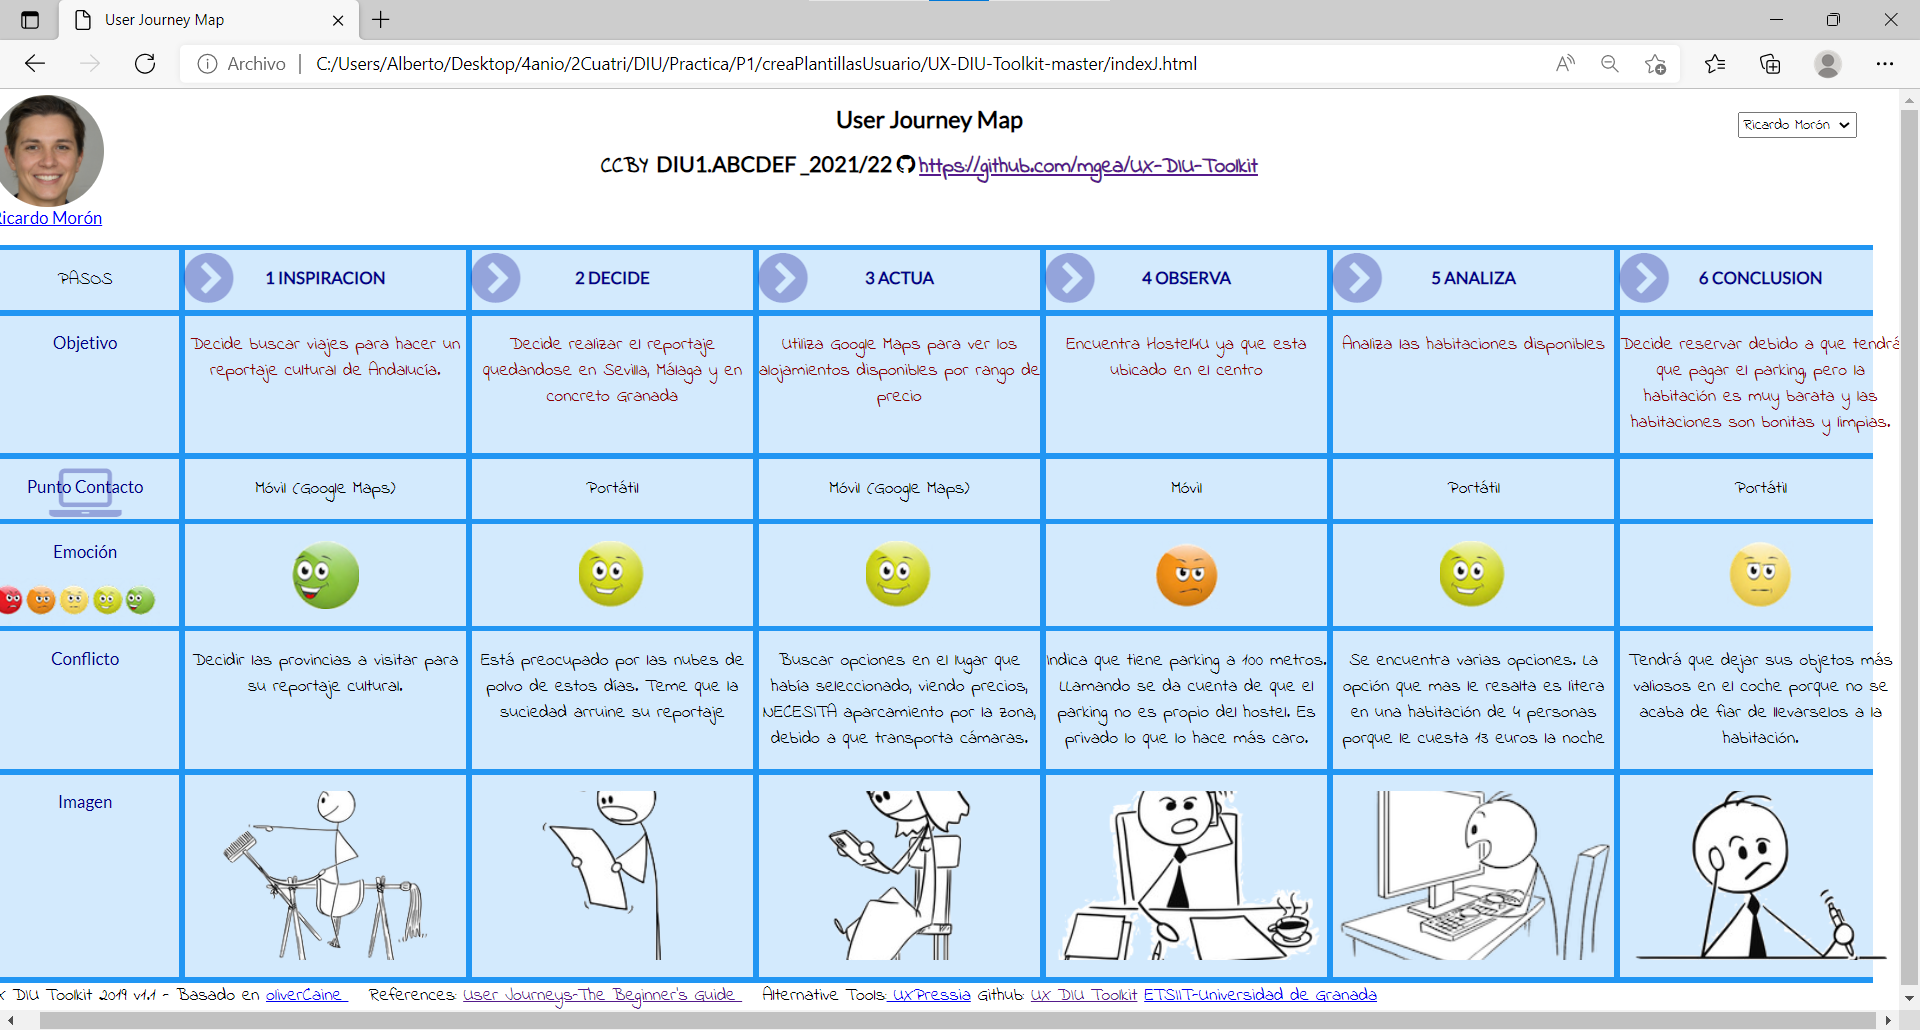 User Journey Map
Archivo
C:/Users/Alberto/Desktop/4anio/2Cuatri/DIU/Practica/P1/creaPlantillasUsuario/UX-DIU-Toolkit-master/indexJ.html
User Journey Map
Ricardo Morón
CCBY DIU1.ABCDEF_2021/22 https://github.com/mgea/UX-DIU-Toolkit
icardo Morón
PASOS
1 INSPIRACION
2 DECIDE
3 ACTUA
4 OBSERVA
5 ANALIZA
6 CONCLUSION
Objetivo
Decide buscar viajes para hacer un
reportaje cultural de Andalucía.
Decide realizar el reportaje
quedandose en Sevilla, Málaga y en
concreto Granada
Utiliza Google Maps para ver los
alojamientos disponibles por rango de
precio
Encuentra Hostel4U ya que esta
ubicado en el centro
Analiza las habitaciones disponibles
Decide reservar debido a que tendrá
que pagar el parking, pero la
habitación es muy barata y las
habitaciones son bonitas y limpias.
Punto Contacto
Móvil (Google Maps)
Portátil
Móvil (Google Maps)
Móvil
Portátil
Portátil
Emoción
Conflicto
Decidir las provincias a visitar para
su reportaje cultural.
Está preocupado por las nubes de
polvo de estos días. Teme que la
suciedad arruine su reportaje
Buscar opciones en el lugar que
había seleccionado, viendo precios,
NECESITA aparcamiento por la zona,
debido a que transporta cámaras.
Indica que tiene parking a 100 metros.
LLamando se da cuenta de que el
parking no es propio del hostel. Es
privado lo que lo hace más caro.
Se encuentra varias opciones. La
opción que mas le resalta es litera
en una habitación de 4 personas
porque le cuesta 13 euros la noche
Tendrá que dejar sus objetos más
valiosos en el coche porque no se
acaba de fiar de llevarselos a la
habitación.
Imagen
x DIU Toolkit 2019 v1.1 - Basado en oliverCaine References: User Journeys-The Beginner's Guide Alternative Tools: UXPressia Github: UX DIU Toolkit ETSIIT-Universidad de Granada